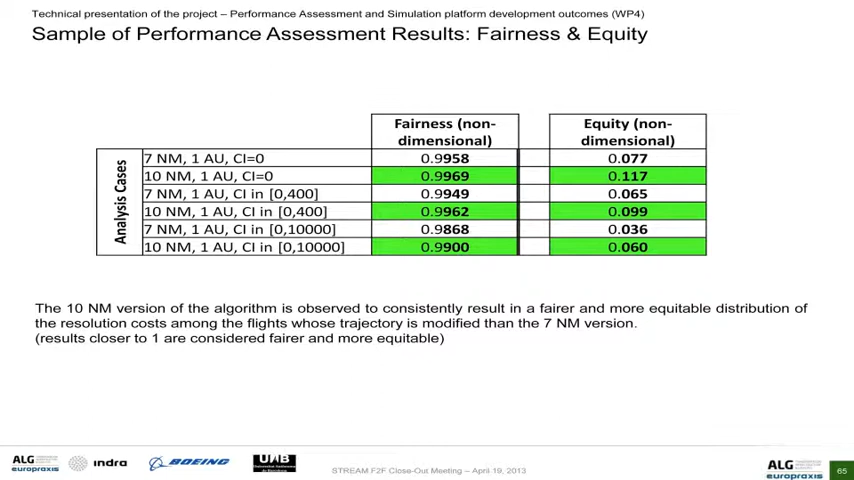 Technical presentation of the project – Performance Assessment and Simulation platform development outcomes (WP4)
Sample of Performance Assessment Results: Fairness & Equity
Fairness (non-dimensional) Equity (non-dimensional)
Analysis Cases
7 NM, 1 AU, CI=0 0.9958 0.077
10 NM, 1 AU, CI=0 0.9969 0.117
7 NM, 1 AU, CI in [0,400] 0.9949 0.065
10 NM, 1 AU, CI in [0,400] 0.9962 0.099
7 NM, 1 AU, CI in [0,10000] 0.9868 0.036
10 NM, 1 AU, CI in [0,10000] 0.9900 0.060
The 10 NM version of the algorithm is observed to consistently result in a fairer and more equitable distribution of
the resolution costs among the flights whose trajectory is modified than the 7 NM version.
(results closer to 1 are considered fairer and more equitable)
ALG europraxis indra BOEING UAB
STREAM F2F Close-Out Meeting – April 19, 2013
ALG europraxis 65